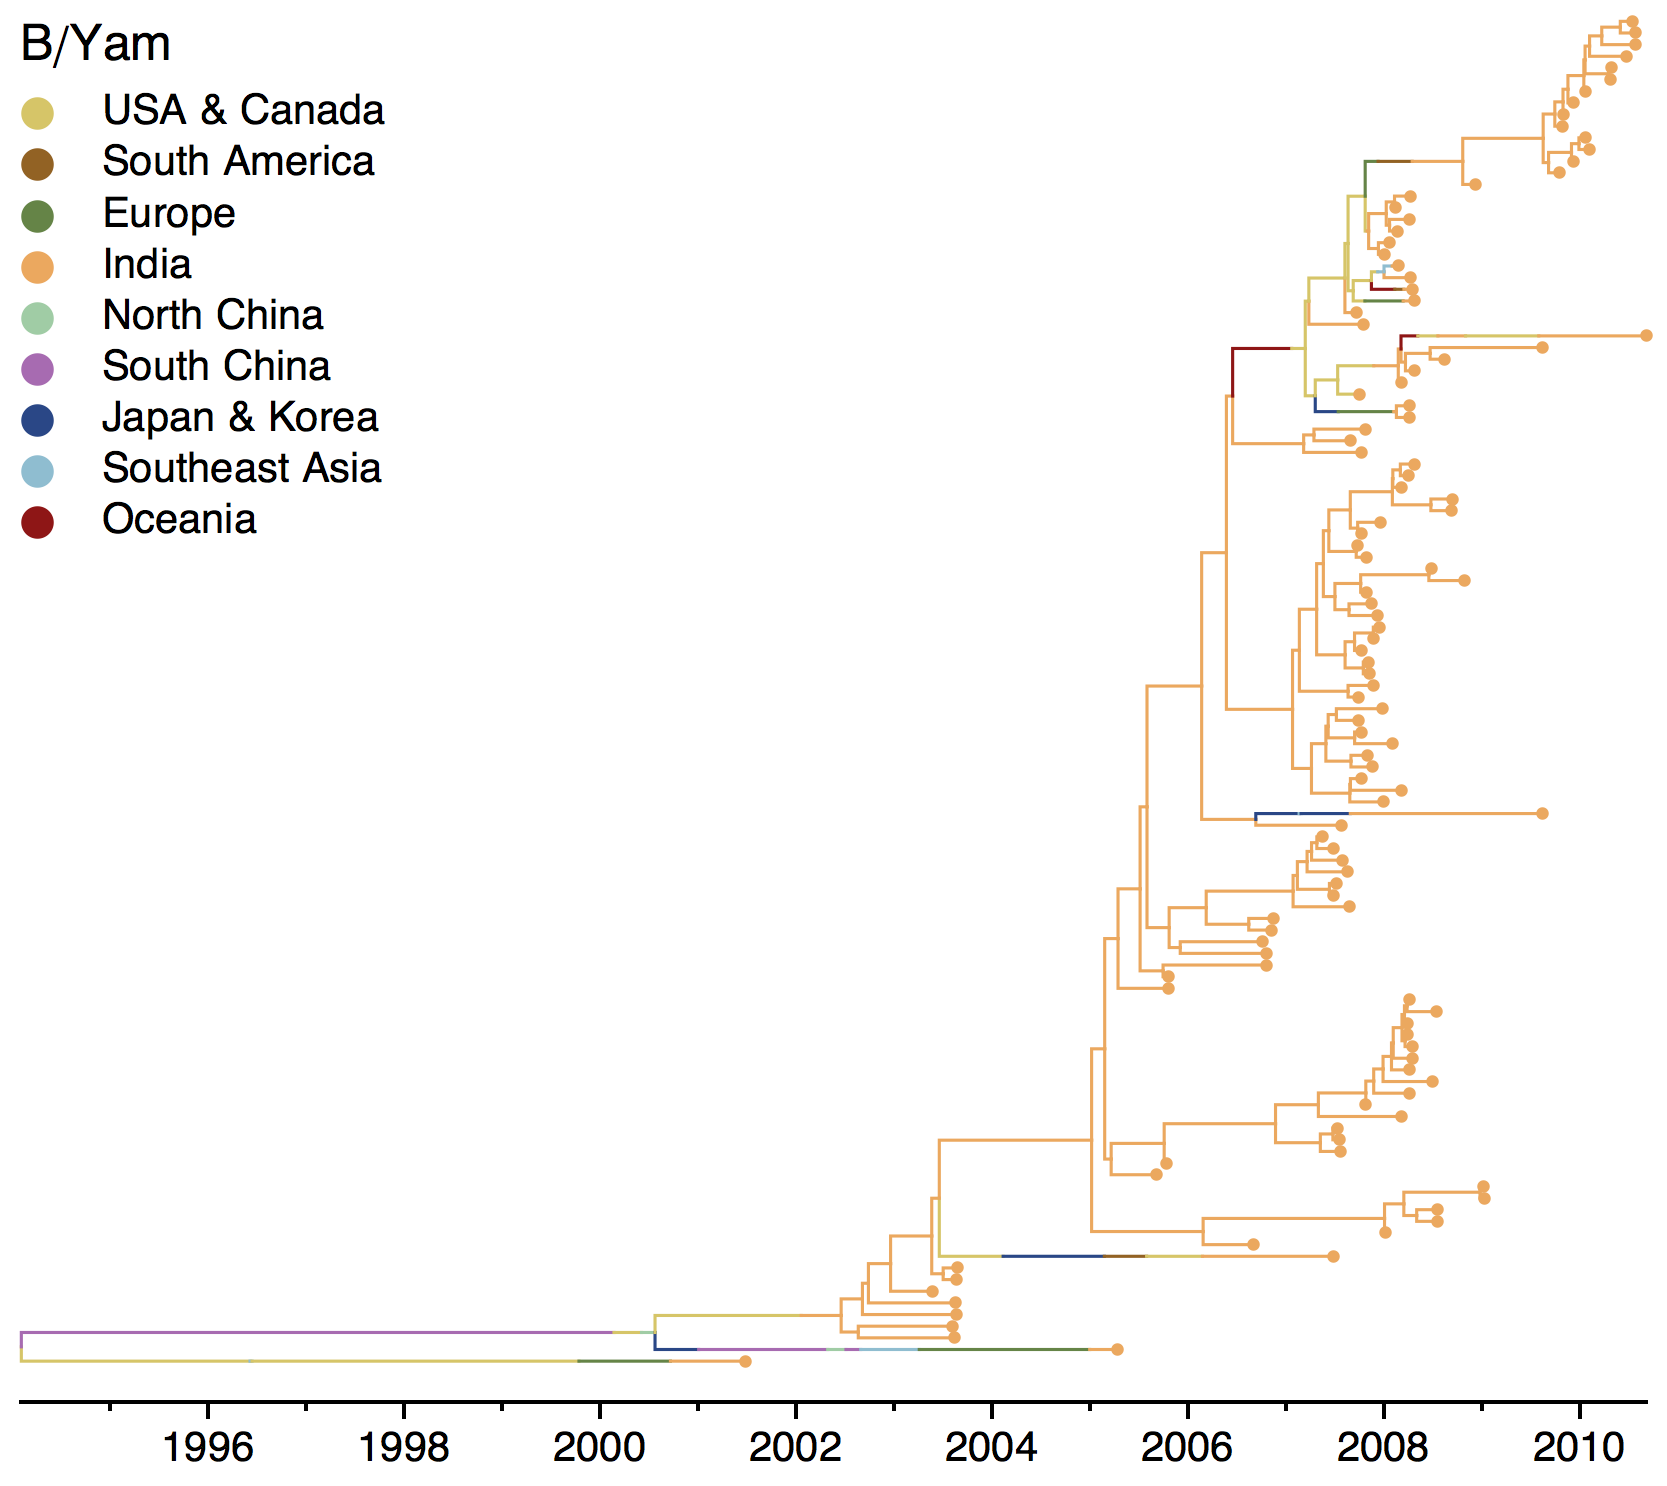 B/Yam
USA & Canada
South America
Europe
India
North China
South China
Japan & Korea
Southeast Asia
Oceania
1996 1998 2000 2002 2004 2006 2008 2010